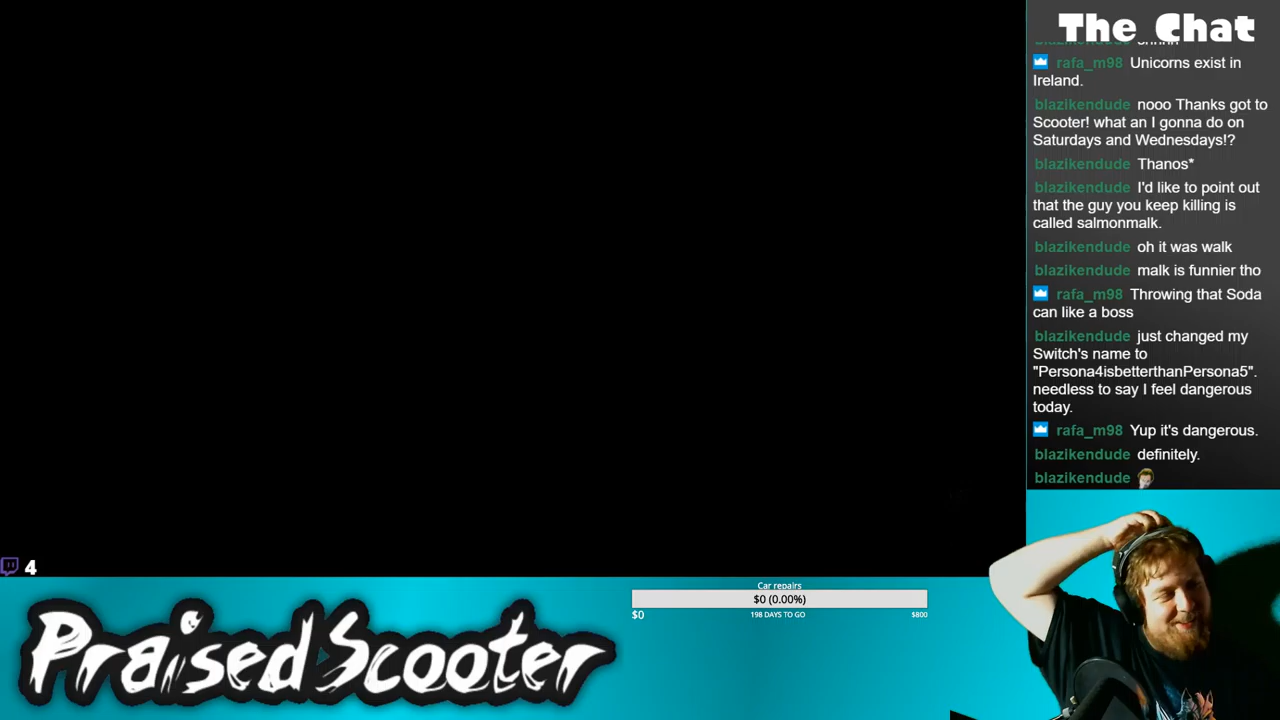 The Chat
rafa_m98 Unicorns exist in
Ireland.
blazikendude nooo Thanks got to
Scooter! what an I gonna do on
Saturdays and Wednesdays!?
blazikendude Thanos*
blazikendude I'd like to point out
that the guy you keep killing is
called salmonmalk.
blazikendude oh it was walk
blazikendude malk is funnier tho
rafa_m98 Throwing that Soda
can like a boss
blazikendude just changed my
Switch's name to
"Persona4isbetterthanPersona5".
needless to say I feel dangerous
today.
rafa_m98 Yup it's dangerous.
blazikendude definitely.
blazikendude
4
PraisedScooter
Car repairs
$0 (0.00%)
$0 198 DAYS TO GO $800